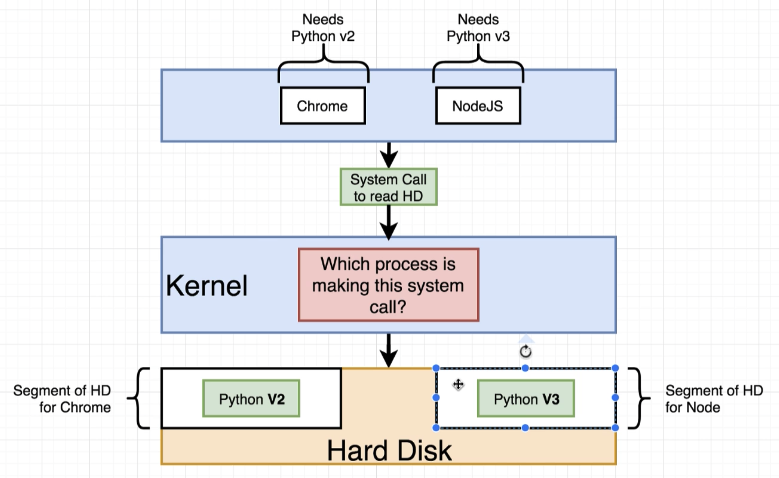 Needs
Python v2
Needs
Python v3
Chrome
NodeJS
System Call
to read HD
Kernel
Which process is
making this system
call?
Segment of HD
for Chrome
Python V2
Python V3
Segment of HD
for Node
Hard Disk